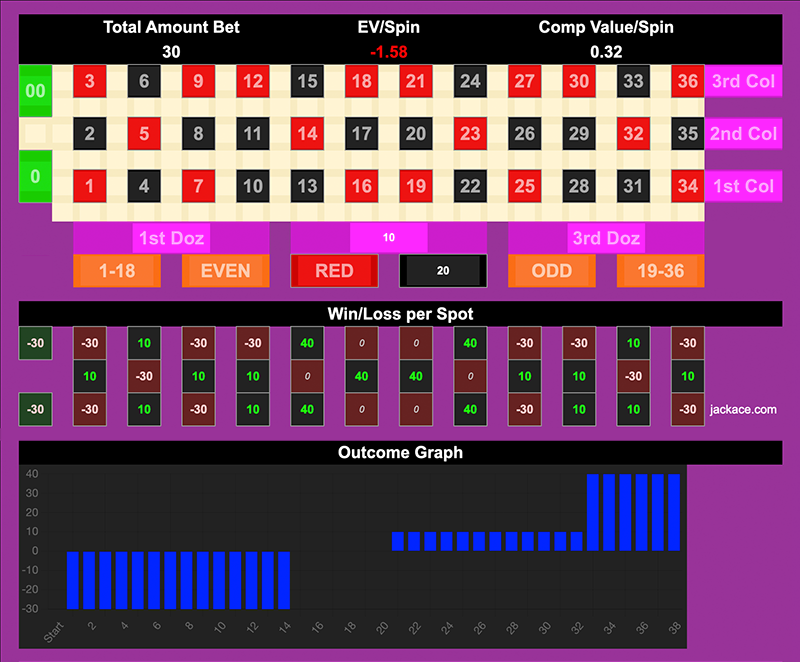 Total Amount Bet EV/Spin Comp Value/Spin
30 -1.58 0.32
00 3 6 9 12 15 18 21 24 27 30 33 36 3rd Col
2 5 8 11 14 17 20 23 26 29 32 35 2nd Col
0 1 4 7 10 13 16 19 22 25 28 31 34 1st Col
1st Doz 10 3rd Doz
1-18 EVEN RED 20 ODD 19-36
Win/Loss per Spot
-30 -30 10 -30 -30 40 0 0 40 -30 -30 10 -30
10 -30 10 10 0 40 40 0 10 10 -30 10
-30 -30 10 -30 10 40 0 0 40 -30 10 10 -30 jackace.com
Outcome Graph
40
30
20
10
0
-10
-20
-30
Start 2 4 6 8 10 12 14 16 18 20 22 24 26 28 30 32 34 36 38